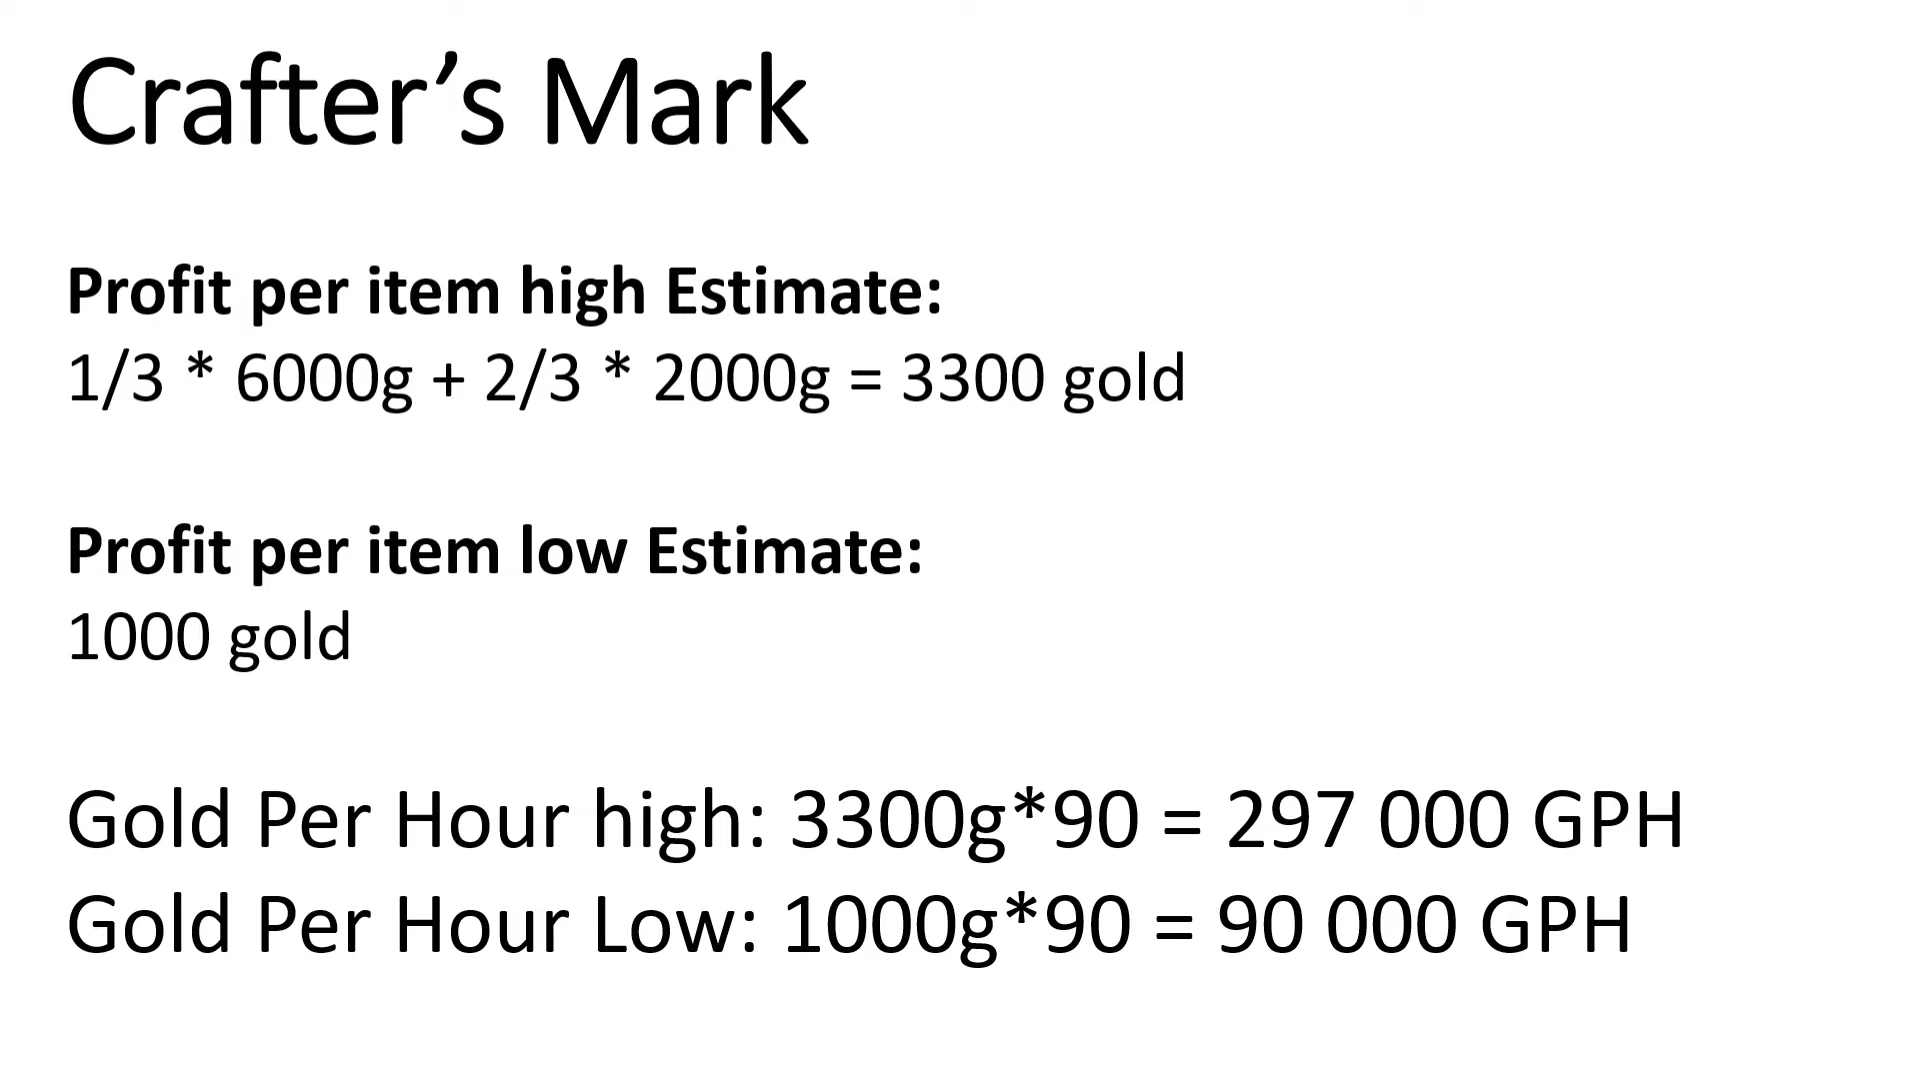 Crafter’s Mark
Profit per item high Estimate:
1/3 * 6000g + 2/3 * 2000g = 3300 gold
Profit per item low Estimate:
1000 gold
Gold Per Hour high: 3300g*90 = 297 000 GPH
Gold Per Hour Low: 1000g*90 = 90 000 GPH